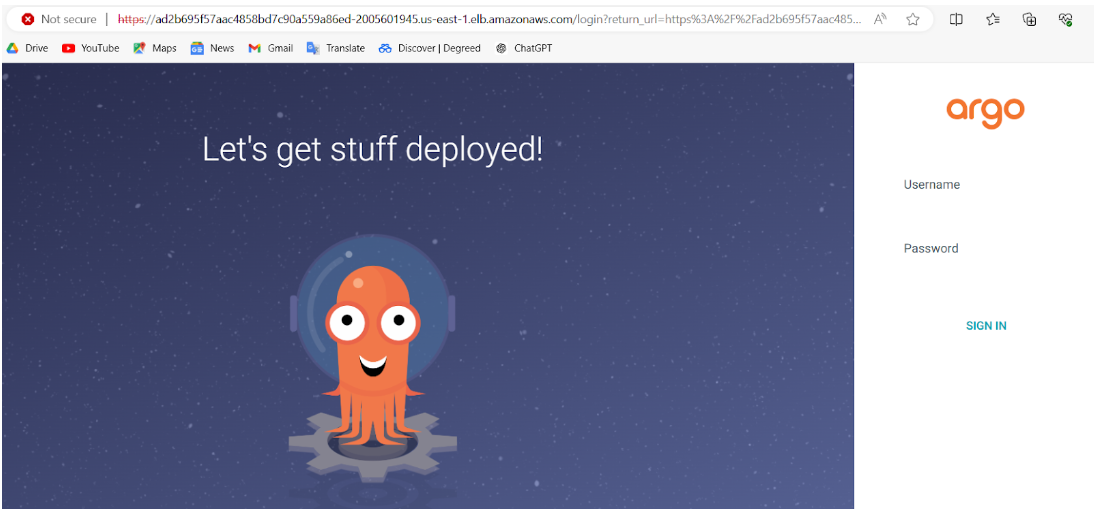 Not secure | https://ad2b695f57aac4858bd7c90a559a86ed-2005601945.us-east-1.elb.amazonaws.com/login?return_url=https%3A%2F%2Fad2b695f57aac485...
Drive YouTube Maps News Gmail Translate Discover | Degreed ChatGPT
argo
Let's get stuff deployed!
Username
Password
SIGN IN